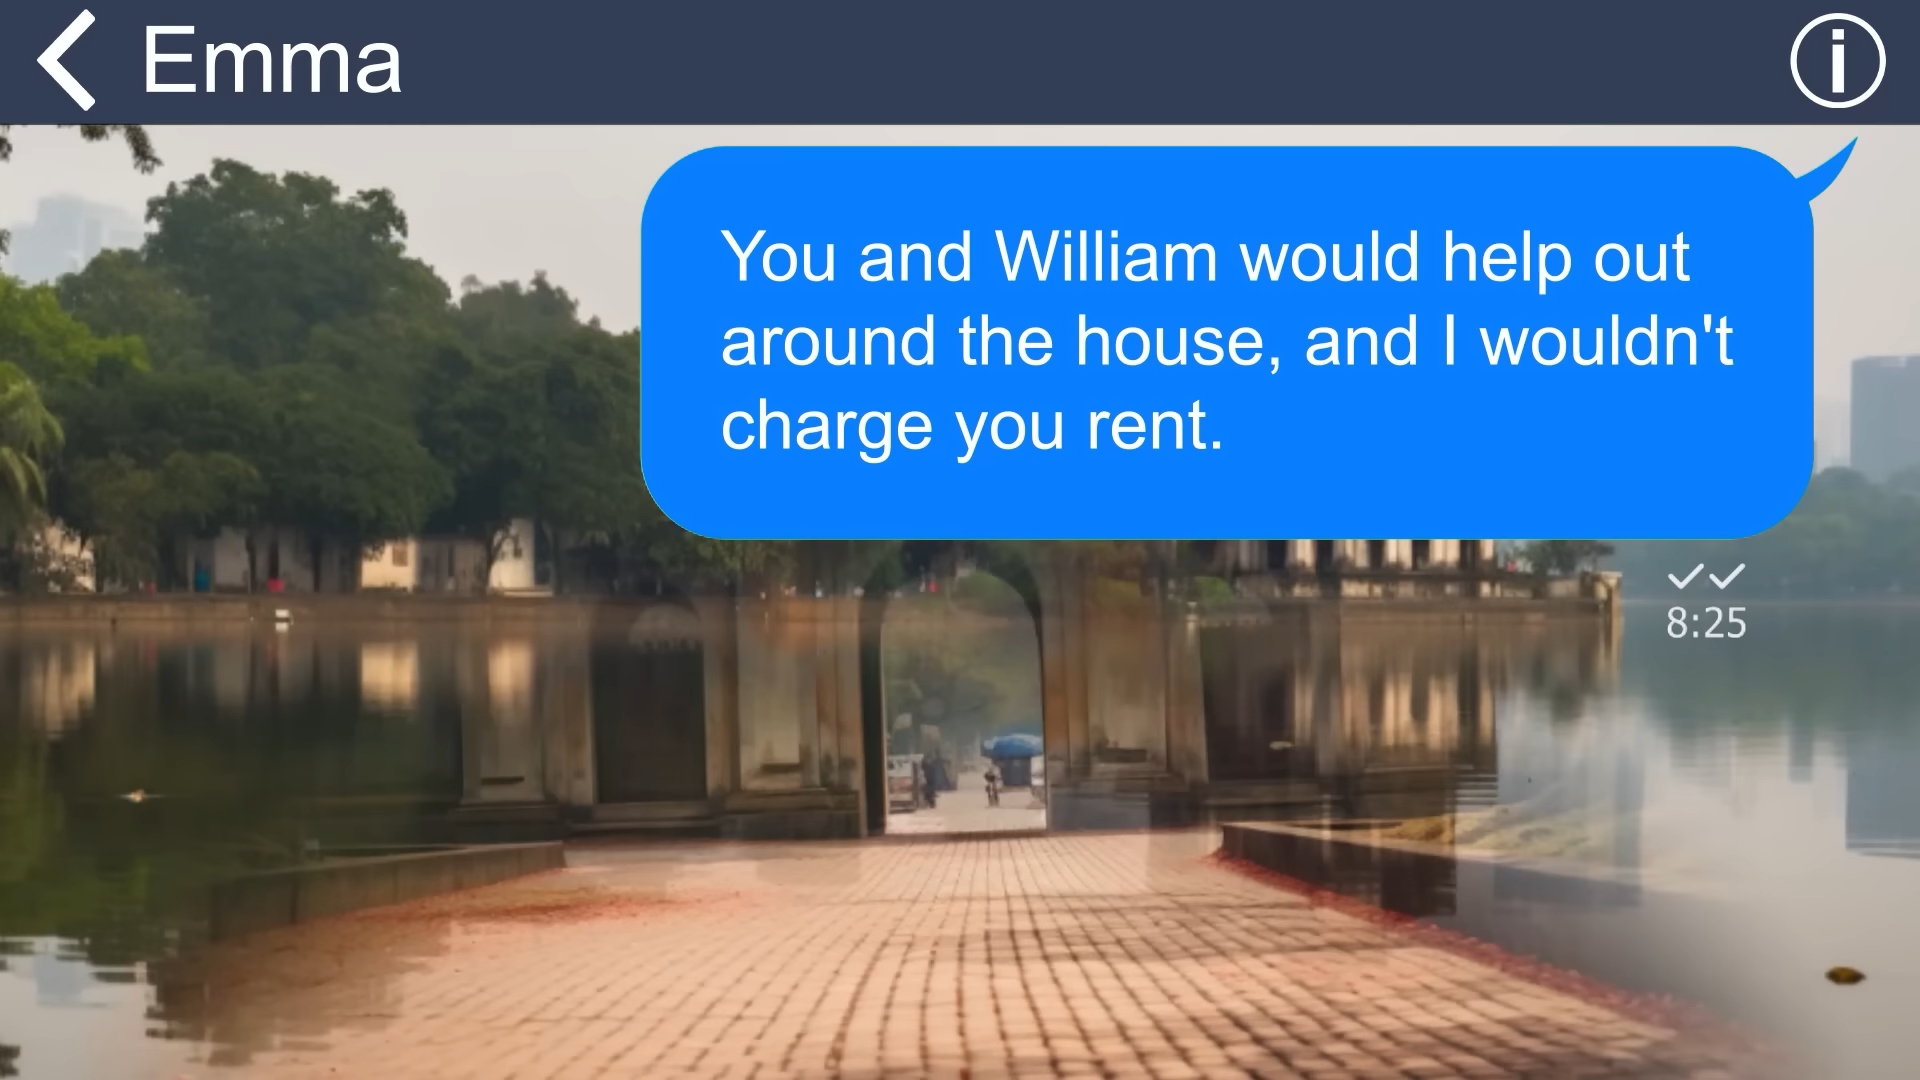 Emma
You and William would help out
around the house, and I wouldn't
charge you rent.
8:25